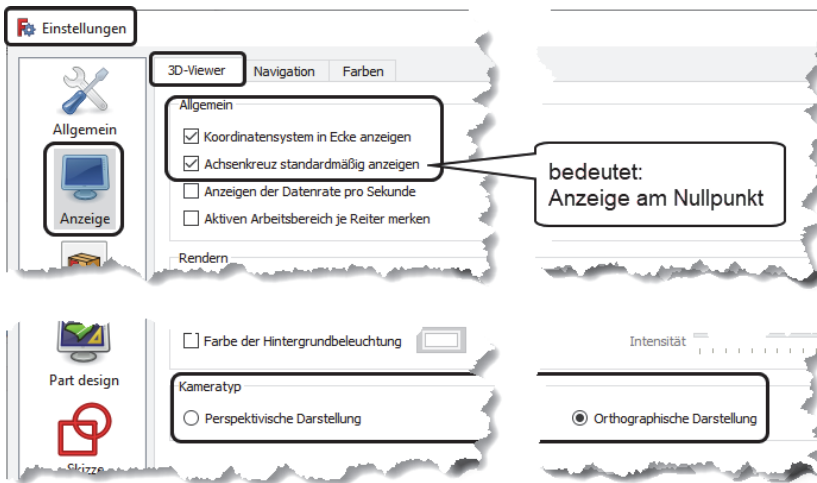 Einstellungen
3D-Viewer Navigation Farben
Allgemein
Allgemein
Koordinatensystem in Ecke anzeigen
Achsenkreuz standardmäßig anzeigen
Anzeigen der Datenrate pro Sekunde
Aktiven Arbeitsbereich je Reiter merken
bedeutet:
Anzeige am Nullpunkt
Anzeige
Rendern
Farbe der Hintergrundbeleuchtung
Intensität
Part design
Kameratyp
Perspektivische Darstellung
Orthographische Darstellung
Skizze